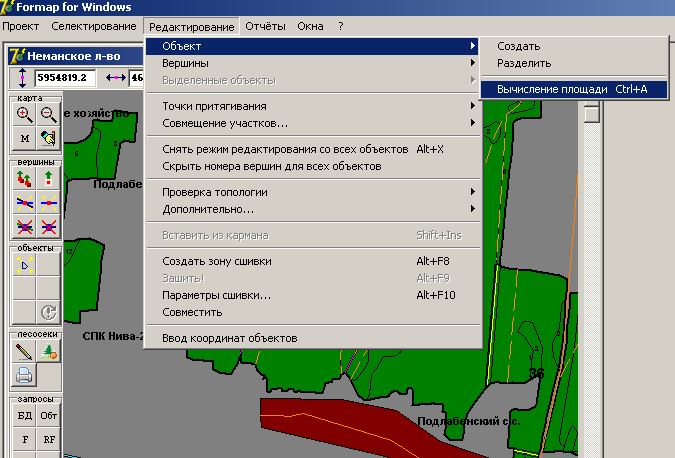 Formap for Windows
Проект Селектирование Редактирование Отчёты Окна ?
Неманское л-во
5954819.2 46
карта
M
вершины
объекты
лесосеки
запросы
БД Обт
F RF
Объект
Вершины
Выделенные объекты
Точки притягивания
Совмещение участков...
Снять режим редактирования со всех объектов Alt+X
Скрыть номера вершин для всех объектов
Проверка топологии
Дополнительно...
Вставить из кармана Shift+Ins
Создать зону сшивки Alt+F8
Зашить! Alt+F9
Параметры сшивки... Alt+F10
Совместить
Ввод координат объектов
Создать
Разделить
Вычисление площади Ctrl+A
е хозяйство
Подлабе
СПК Нива-2
36
Подлабенский с/с.